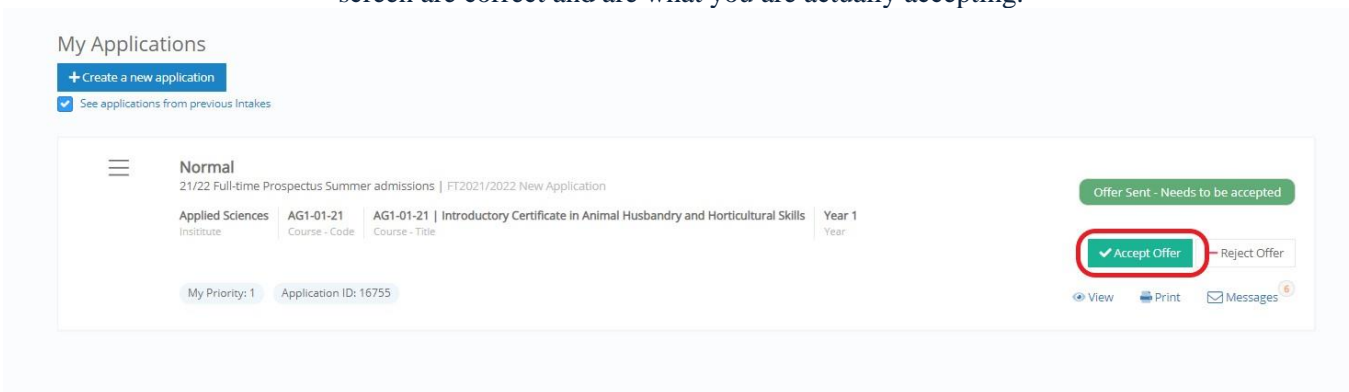 screen are correct and are what you are actually accepting.
My Applications
+ Create a new application
See applications from previous Intakes
Normal
21/22 Full-time Prospectus Summer admissions | FT2021/2022 New Application
Offer Sent - Needs to be accepted
Applied Sciences AG1-01-21 AG1-01-21 | Introductory Certificate in Animal Husbandry and Horticultural Skills Year 1
Insititute Course - Code Course - Title Year
Accept Offer Reject Offer
My Priority: 1 Application ID: 16755
View Print Messages 6